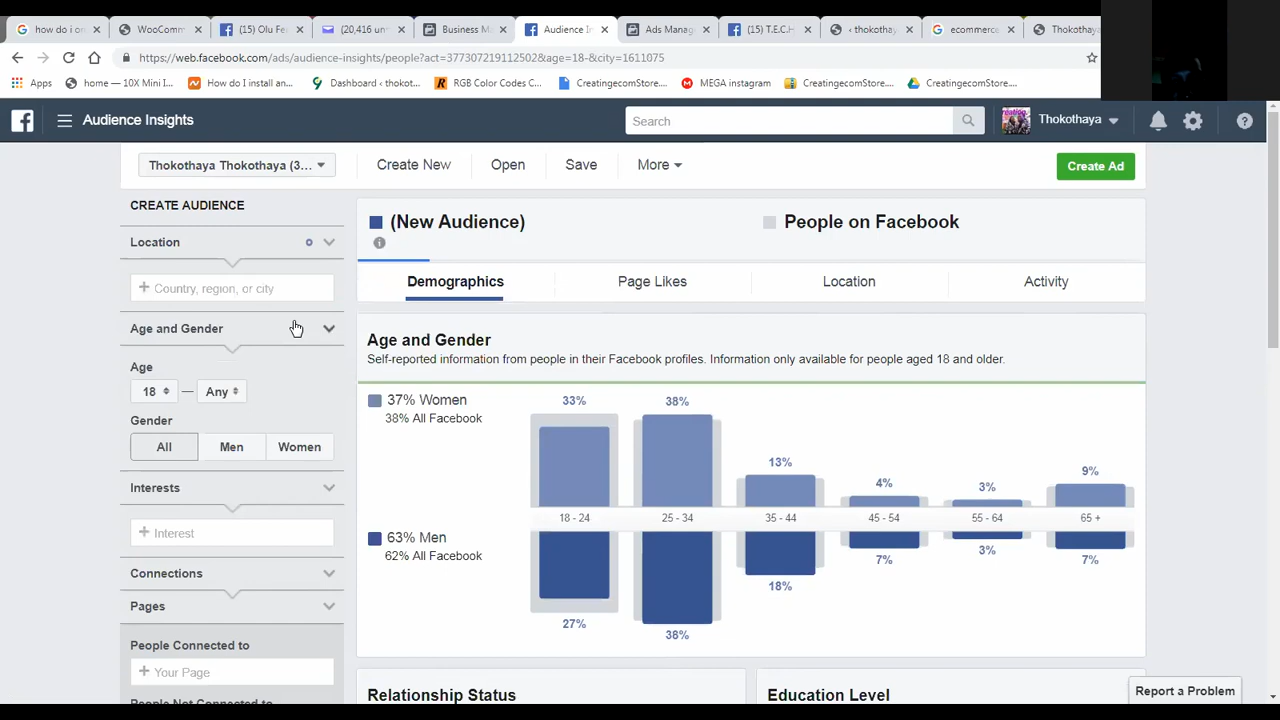 how do i on
WooComm
(15) Olu Fe
(20,416 un
Business M
Audience In
Ads Manag
(15) T.E.C.H
‹ thokothay
ecommerce
Thokothay
https://web.facebook.com/ads/audience-insights/people?act=377307219112502&age=18-&city=1611075
Apps
home — 10X Mini I...
How do I install an...
Dashboard ‹ thokot...
RGB Color Codes C...
CreatingecomStore....
MEGA instagram
CreatingecomStore....
CreatingecomStore....
Audience Insights
Search
Thokothaya
Thokothaya Thokothaya (3...
Create New
Open
Save
More
Create Ad
CREATE AUDIENCE
Location
Country, region, or city
Age and Gender
Age
18 — Any
Gender
All
Men
Women
Interests
Interest
Connections
Pages
People Connected to
Your Page
People Not Connected to
(New Audience)
People on Facebook
Demographics
Page Likes
Location
Activity
Age and Gender
Self-reported information from people in their Facebook profiles. Information only available for people aged 18 and older.
37% Women
38% All Facebook
33%
38%
13%
4%
3%
9%
18 - 24
25 - 34
35 - 44
45 - 54
55 - 64
65 +
63% Men
62% All Facebook
27%
38%
18%
7%
3%
7%
Relationship Status
Education Level
Report a Problem